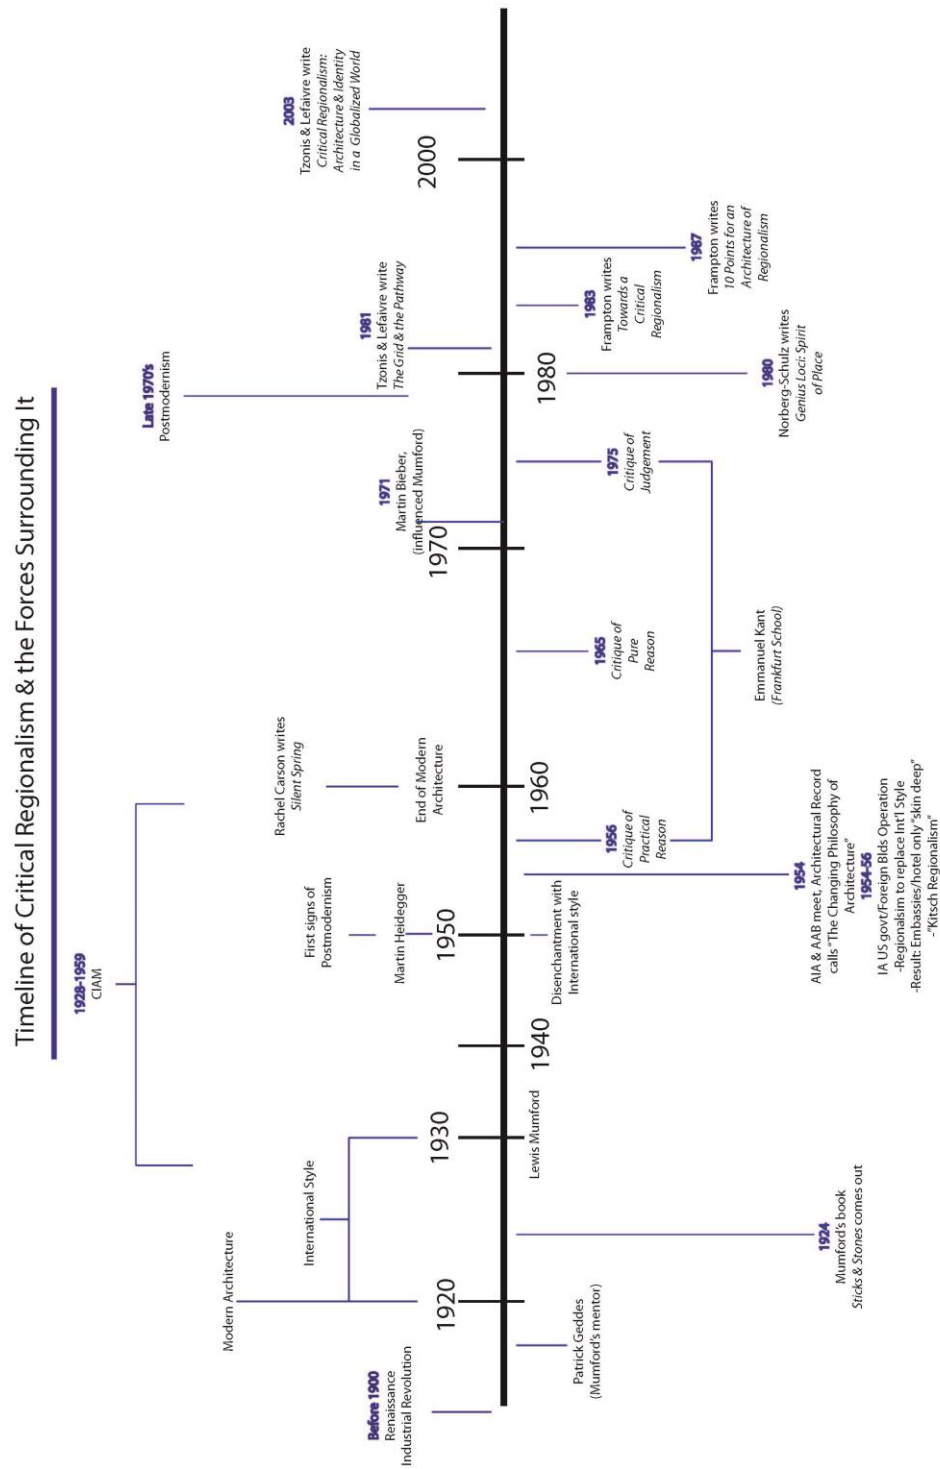 Timeline of Critical Regionalism & the Forces Surrounding It
1928-1959
CIAM
Late 1970's
Postmodernism
Modern Architecture
International Style
First signs of
Postmodernism
Rachel Carson writes
Silent Spring
2003
Tzonis & Lefaivre write
Critical Regionalism:
Architecture & Identity
in a Globalized World
Before 1900
Renaissance
Industrial Revolution
Martin Heidegger
End of Modern
Architecture
1971
Martin Bieber,
(influenced Mumford)
1981
Tzonis & Lefaivre write
The Grid & the Pathway
1920
1930
1940
1950
1960
1970
1980
2000
Lewis Mumford
Disenchantment with
International style
Patrick Geddes
(Mumford's mentor)
1956
Critique of
Practical
Reason
1965
Critique of
Pure
Reason
1975
Critique of
Judgement
1983
Frampton writes
Towards a
Critical
Regionalism
1987
Frampton writes
10 Points for an
Architecture of
Regionalism
Emmanuel Kant
(Frankfurt School)
1980
Norberg-Schulz writes
Genius Loci: Spirit
of Place
1924
Mumford's book
Sticks & Stones comes out
1954
AIA & AAB meet, Architectural Record
calls "The Changing Philosophy of
Architecture"
1954-56
IA US govt/Foreign Blds Operation
-Regionalsim to replace Int'l Style
-Result: Embassies/hotel only "skin deep"
-"Kitsch Regionalism"